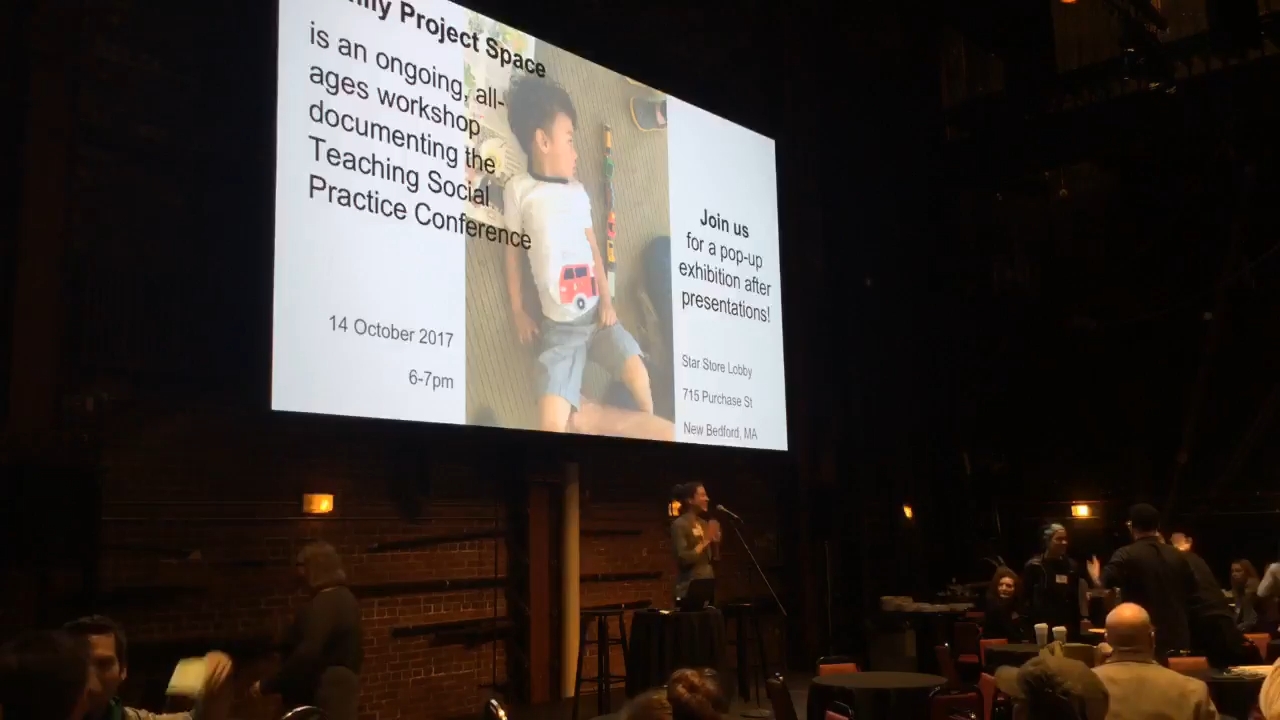 Project Space
is an ongoing, all-
ages workshop
documenting the
Teaching Social
Practice Conference
14 October 2017
6-7pm
Join us
for a pop-up
exhibition after
presentations!
Star Store Lobby
715 Purchase St
New Bedford, MA